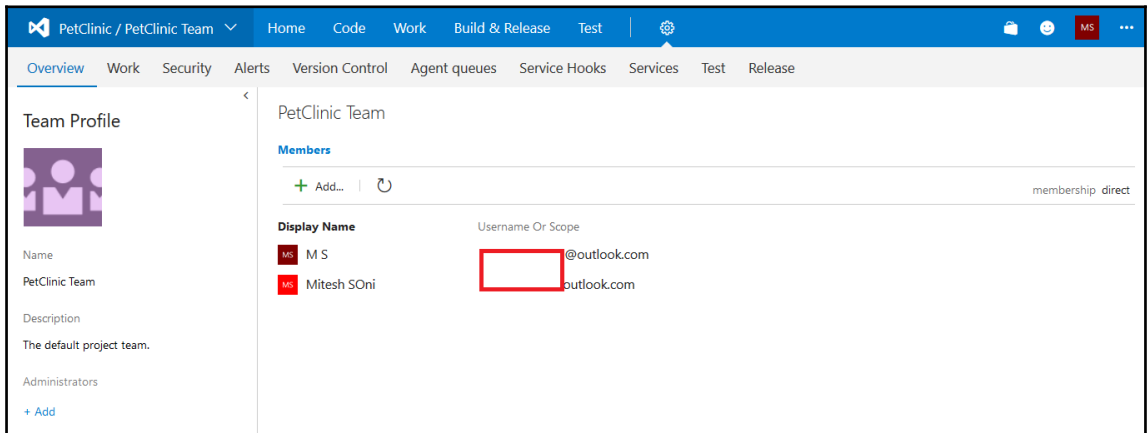 PetClinic / PetClinic Team Home Code Work Build & Release Test MS
Overview Work Security Alerts Version Control Agent queues Service Hooks Services Test Release
Team Profile
Name
PetClinic Team
Description
The default project team.
Administrators
+ Add
PetClinic Team
Members
+ Add...
membership direct
Display Name Username Or Scope
MS M S @outlook.com
MS Mitesh SOni outlook.com